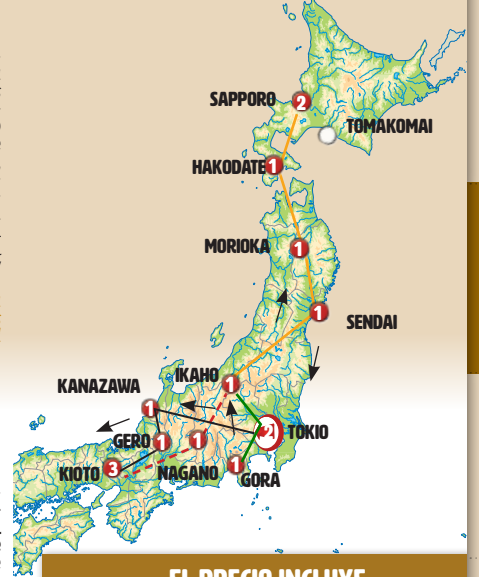 SAPPORO
2
TOMAKOMAI
HAKODATE
1
MORIOKA
1
1
SENDAI
IKAHO
1
KANAZAWA
1
GERO
1
1
2
TOKIO
KIOTO
3
NAGANO
1
GORA
EL PRECIO INCLUYE